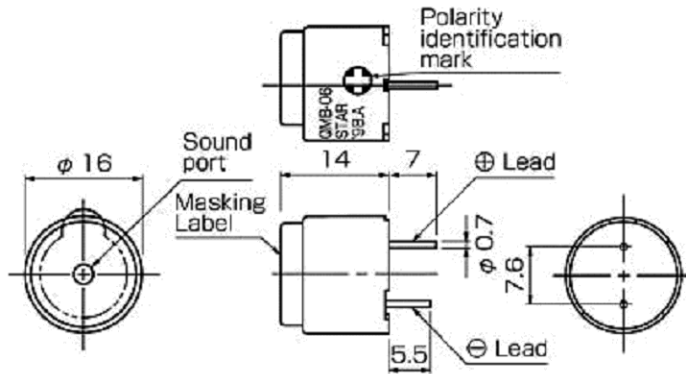 Polarity
identification
mark
QMB-06
STAR
'98.A
Sound
port
φ 16
14
7
⊕ Lead
Masking
Label
φ 0.7
7.6
5.5
⊖ Lead